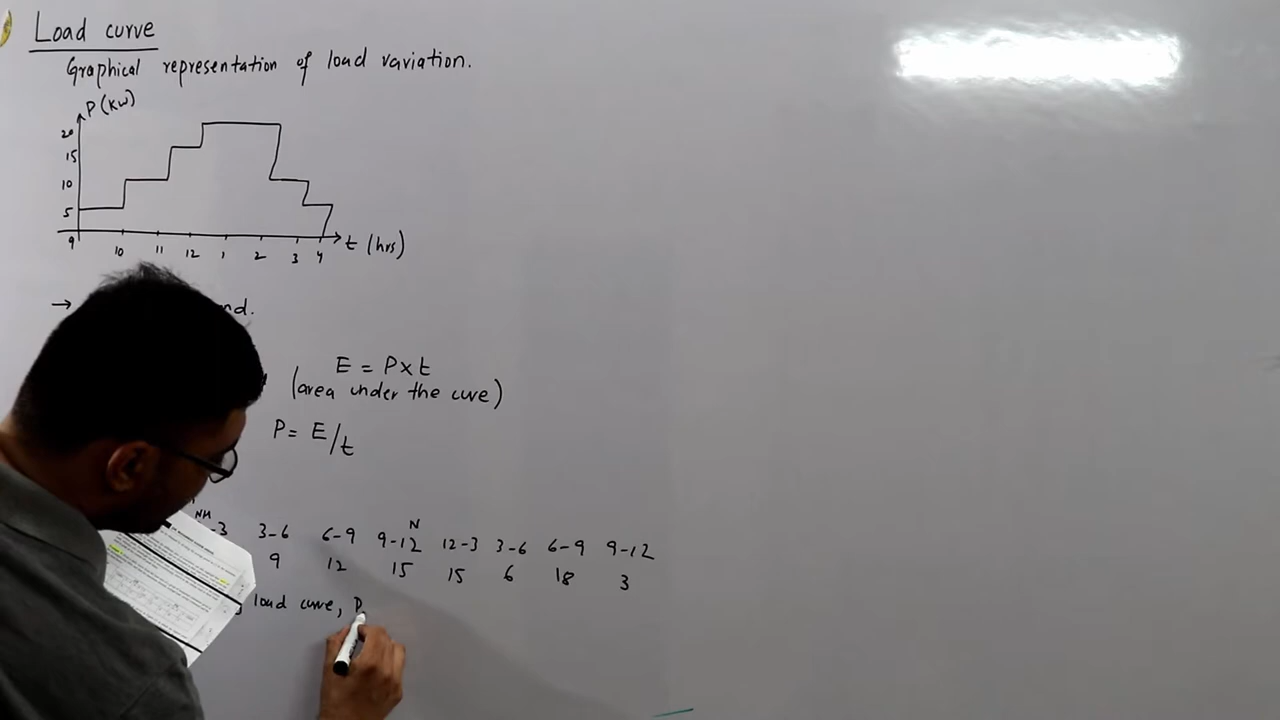 Load curve
Graphical representation of load variation.
P (KW)
20
15
10
5
9 10 11 12 1 2 3 4 t (hrs)
→ nd.
E = P×t
(area under the cuve)
P = E/t
NM N
-3 3-6 6-9 9-12 12-3 3-6 6-9 9-12
9 12 15 15 6 18 3
load curve, P